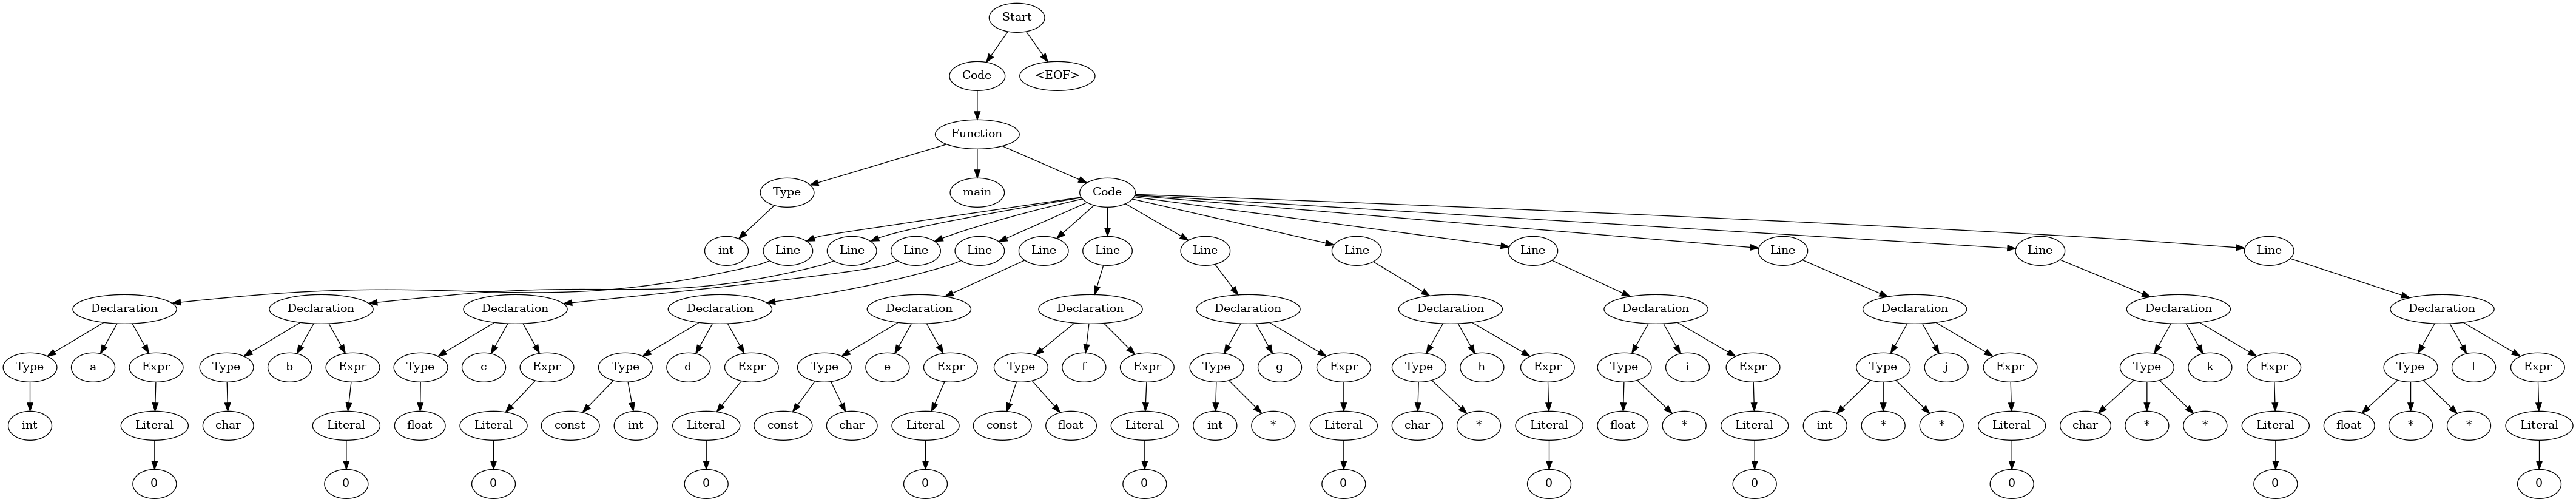 Start
Code <EOF>
Function
Type main Code
int Line Line Line Line Line Line Line Line Line Line Line Line
Declaration Declaration Declaration Declaration Declaration Declaration Declaration Declaration Declaration Declaration Declaration Declaration
Type a Expr Type b Expr Type c Expr Type d Expr Type e Expr Type f Expr Type g Expr Type h Expr Type i Expr Type j Expr Type k Expr Type l Expr
int Literal char Literal float Literal const int Literal const char Literal const float Literal int * Literal char * Literal float * Literal int * * Literal char * * Literal float * * Literal
0 0 0 0 0 0 0 0 0 0 0 0